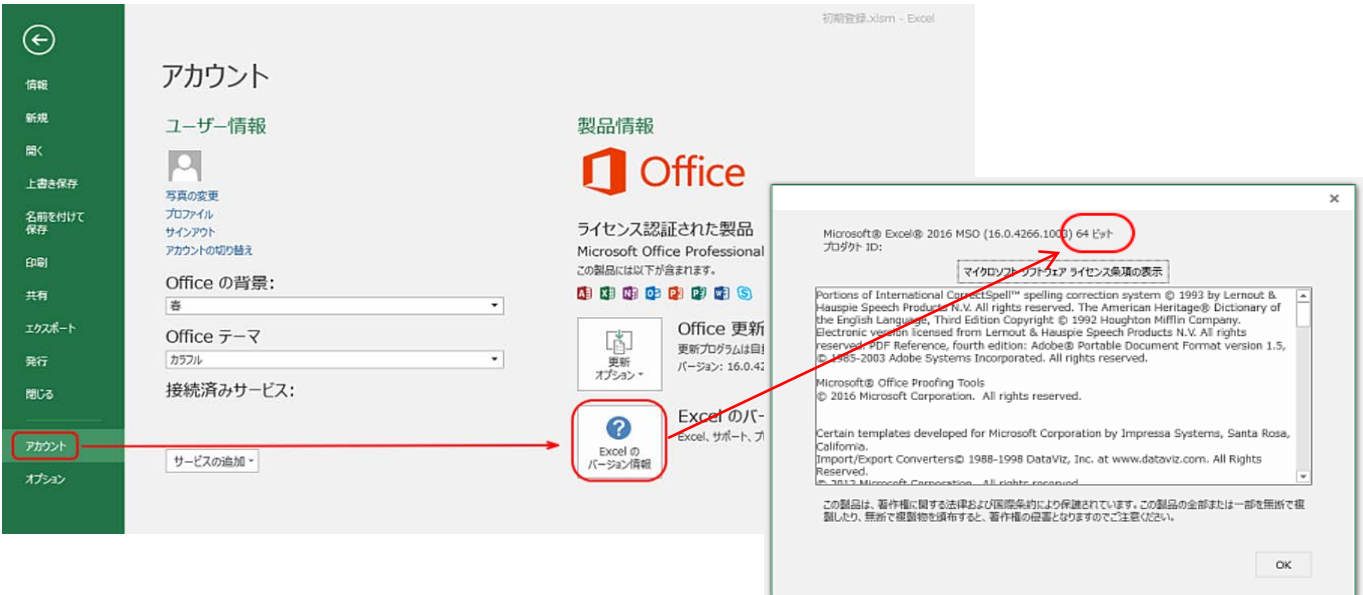 初期登録.xlsm - Excel
情報
新規
開く
上書き保存
名前を付けて
保存
印刷
共有
エクスポート
発行
閉じる
アカウント
オプション
アカウント
ユーザー情報
写真の変更
プロファイル
サインアウト
アカウントの切り替え
Office の背景:
春
Office テーマ
カラフル
接続済みサービス:
サービスの追加
製品情報
Office
ライセンス認証された製品
Microsoft Office Professional
この製品には以下が含まれます。
更新
オプション
Office 更新
更新プログラムは自
バージョン: 16.0.42
Excel の
バージョン情報
Excel のバー
Excel、サポート、プ
Microsoft® Excel® 2016 MSO (16.0.4266.1003) 64 ビット
プロダクト ID:
マイクロソフト ソフトウェア ライセンス条項の表示
Portions of International CorrectSpell™ spelling correction system © 1993 by Lernout &
Hauspie Speech Products N.V. All rights reserved. The American Heritage® Dictionary of
the English Language, Third Edition Copyright © 1992 Houghton Mifflin Company.
Electronic version licensed from Lernout & Hauspie Speech Products N.V. All rights
reserved. PDF Reference, fourth edition: Adobe® Portable Document Format version 1.5,
© 1985-2003 Adobe Systems Incorporated. All rights reserved.
Microsoft® Office Proofing Tools
© 2016 Microsoft Corporation. All rights reserved.
Certain templates developed for Microsoft Corporation by Impressa Systems, Santa Rosa,
California.
Import/Export Converters© 1988-1998 DataViz, Inc. at www.dataviz.com. All Rights
Reserved.
© 2012 Microsoft Corporation. All rights reserved.
この製品は、著作権に関する法律および国際条約により保護されています。この製品の全部または一部を無断で複
製したり、無断で複製物を頒布すると、著作権の侵害となりますのでご注意ください。
OK